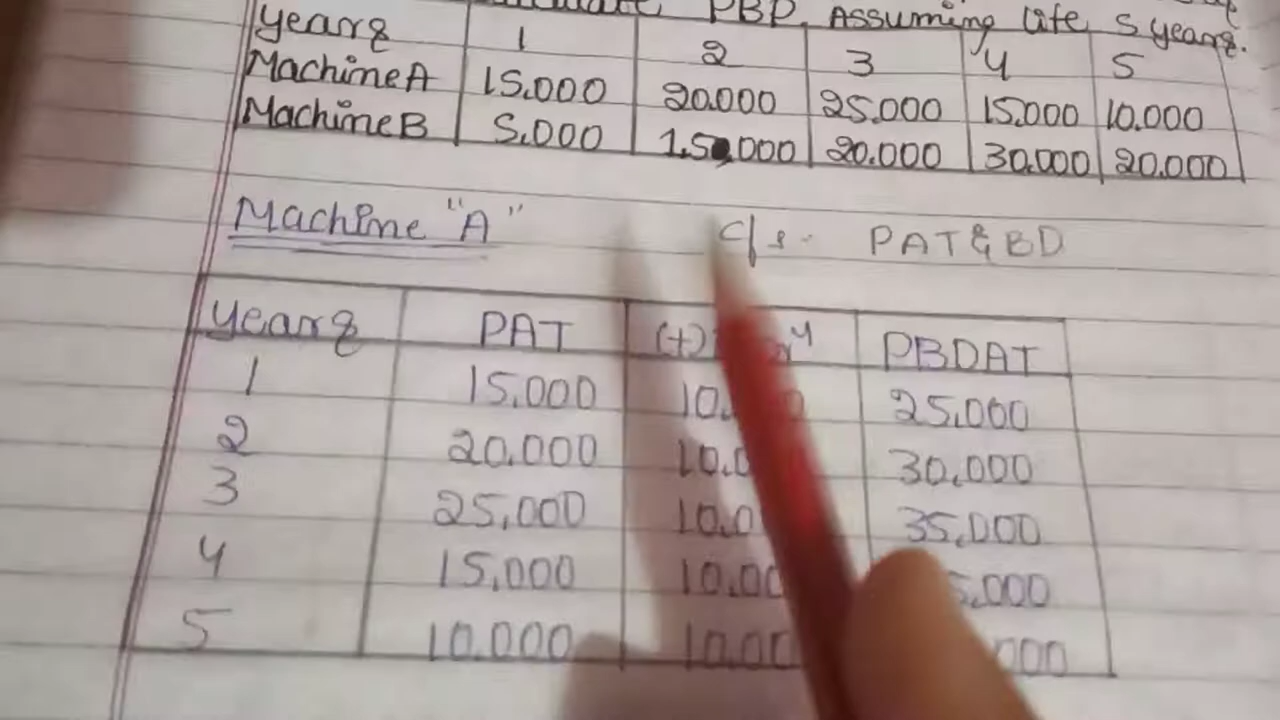 PBP. Assuming life 5 years.
years 1 2 3 4 5
Machine A 15.000 20.000 25.000 15.000 10.000
Machine B 5.000 1.50,000 20.000 30.000 20.000
Machine "A" C/s. PAT & BD
years PAT (+) PBDAT
1 15,000 25,000
2 20,000 30,000
3 25,000 35,000
4 15,000
5 10.000